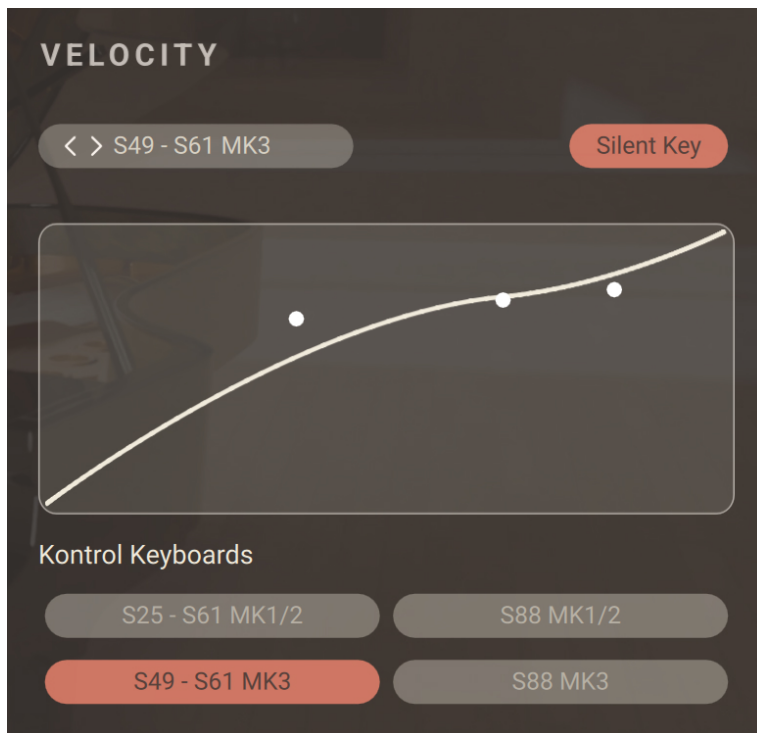 VELOCITY
< > S49 - S61 MK3
Silent Key
Kontrol Keyboards
S25 - S61 MK1/2
S88 MK1/2
S49 - S61 MK3
S88 MK3